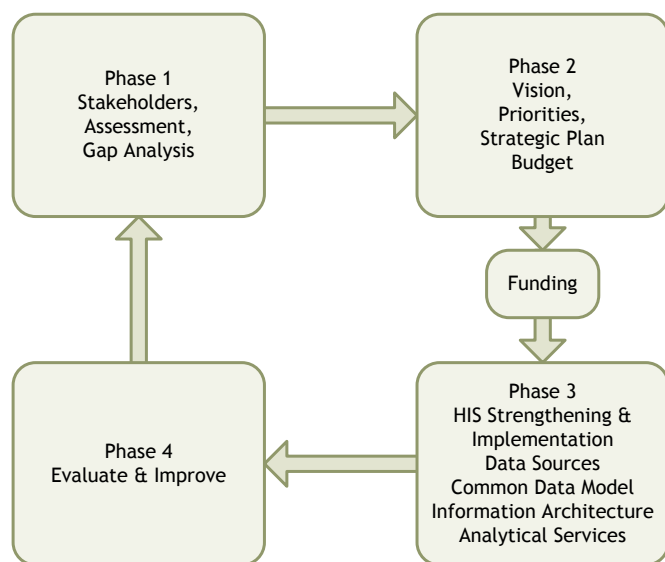 Phase 1
Stakeholders,
Assessment,
Gap Analysis
Phase 2
Vision,
Priorities,
Strategic Plan
Budget
Funding
Phase 3
HIS Strengthening &
Implementation
Data Sources
Common Data Model
Information Architecture
Analytical Services
Phase 4
Evaluate & Improve